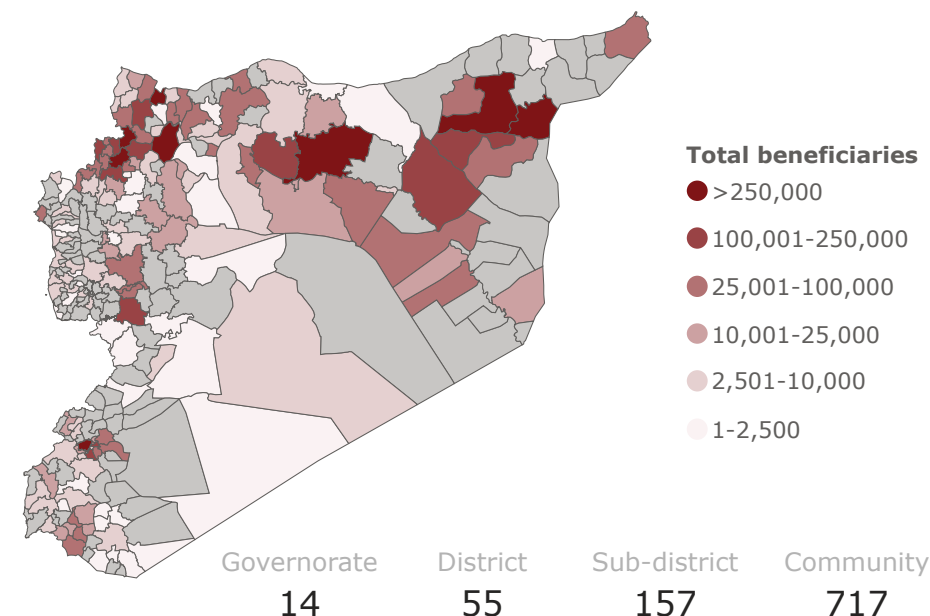 Total beneficiaries
>250,000
100,001-250,000
25,001-100,000
10,001-25,000
2,501-10,000
1-2,500
Governorate District Sub-district Community
14 55 157 717